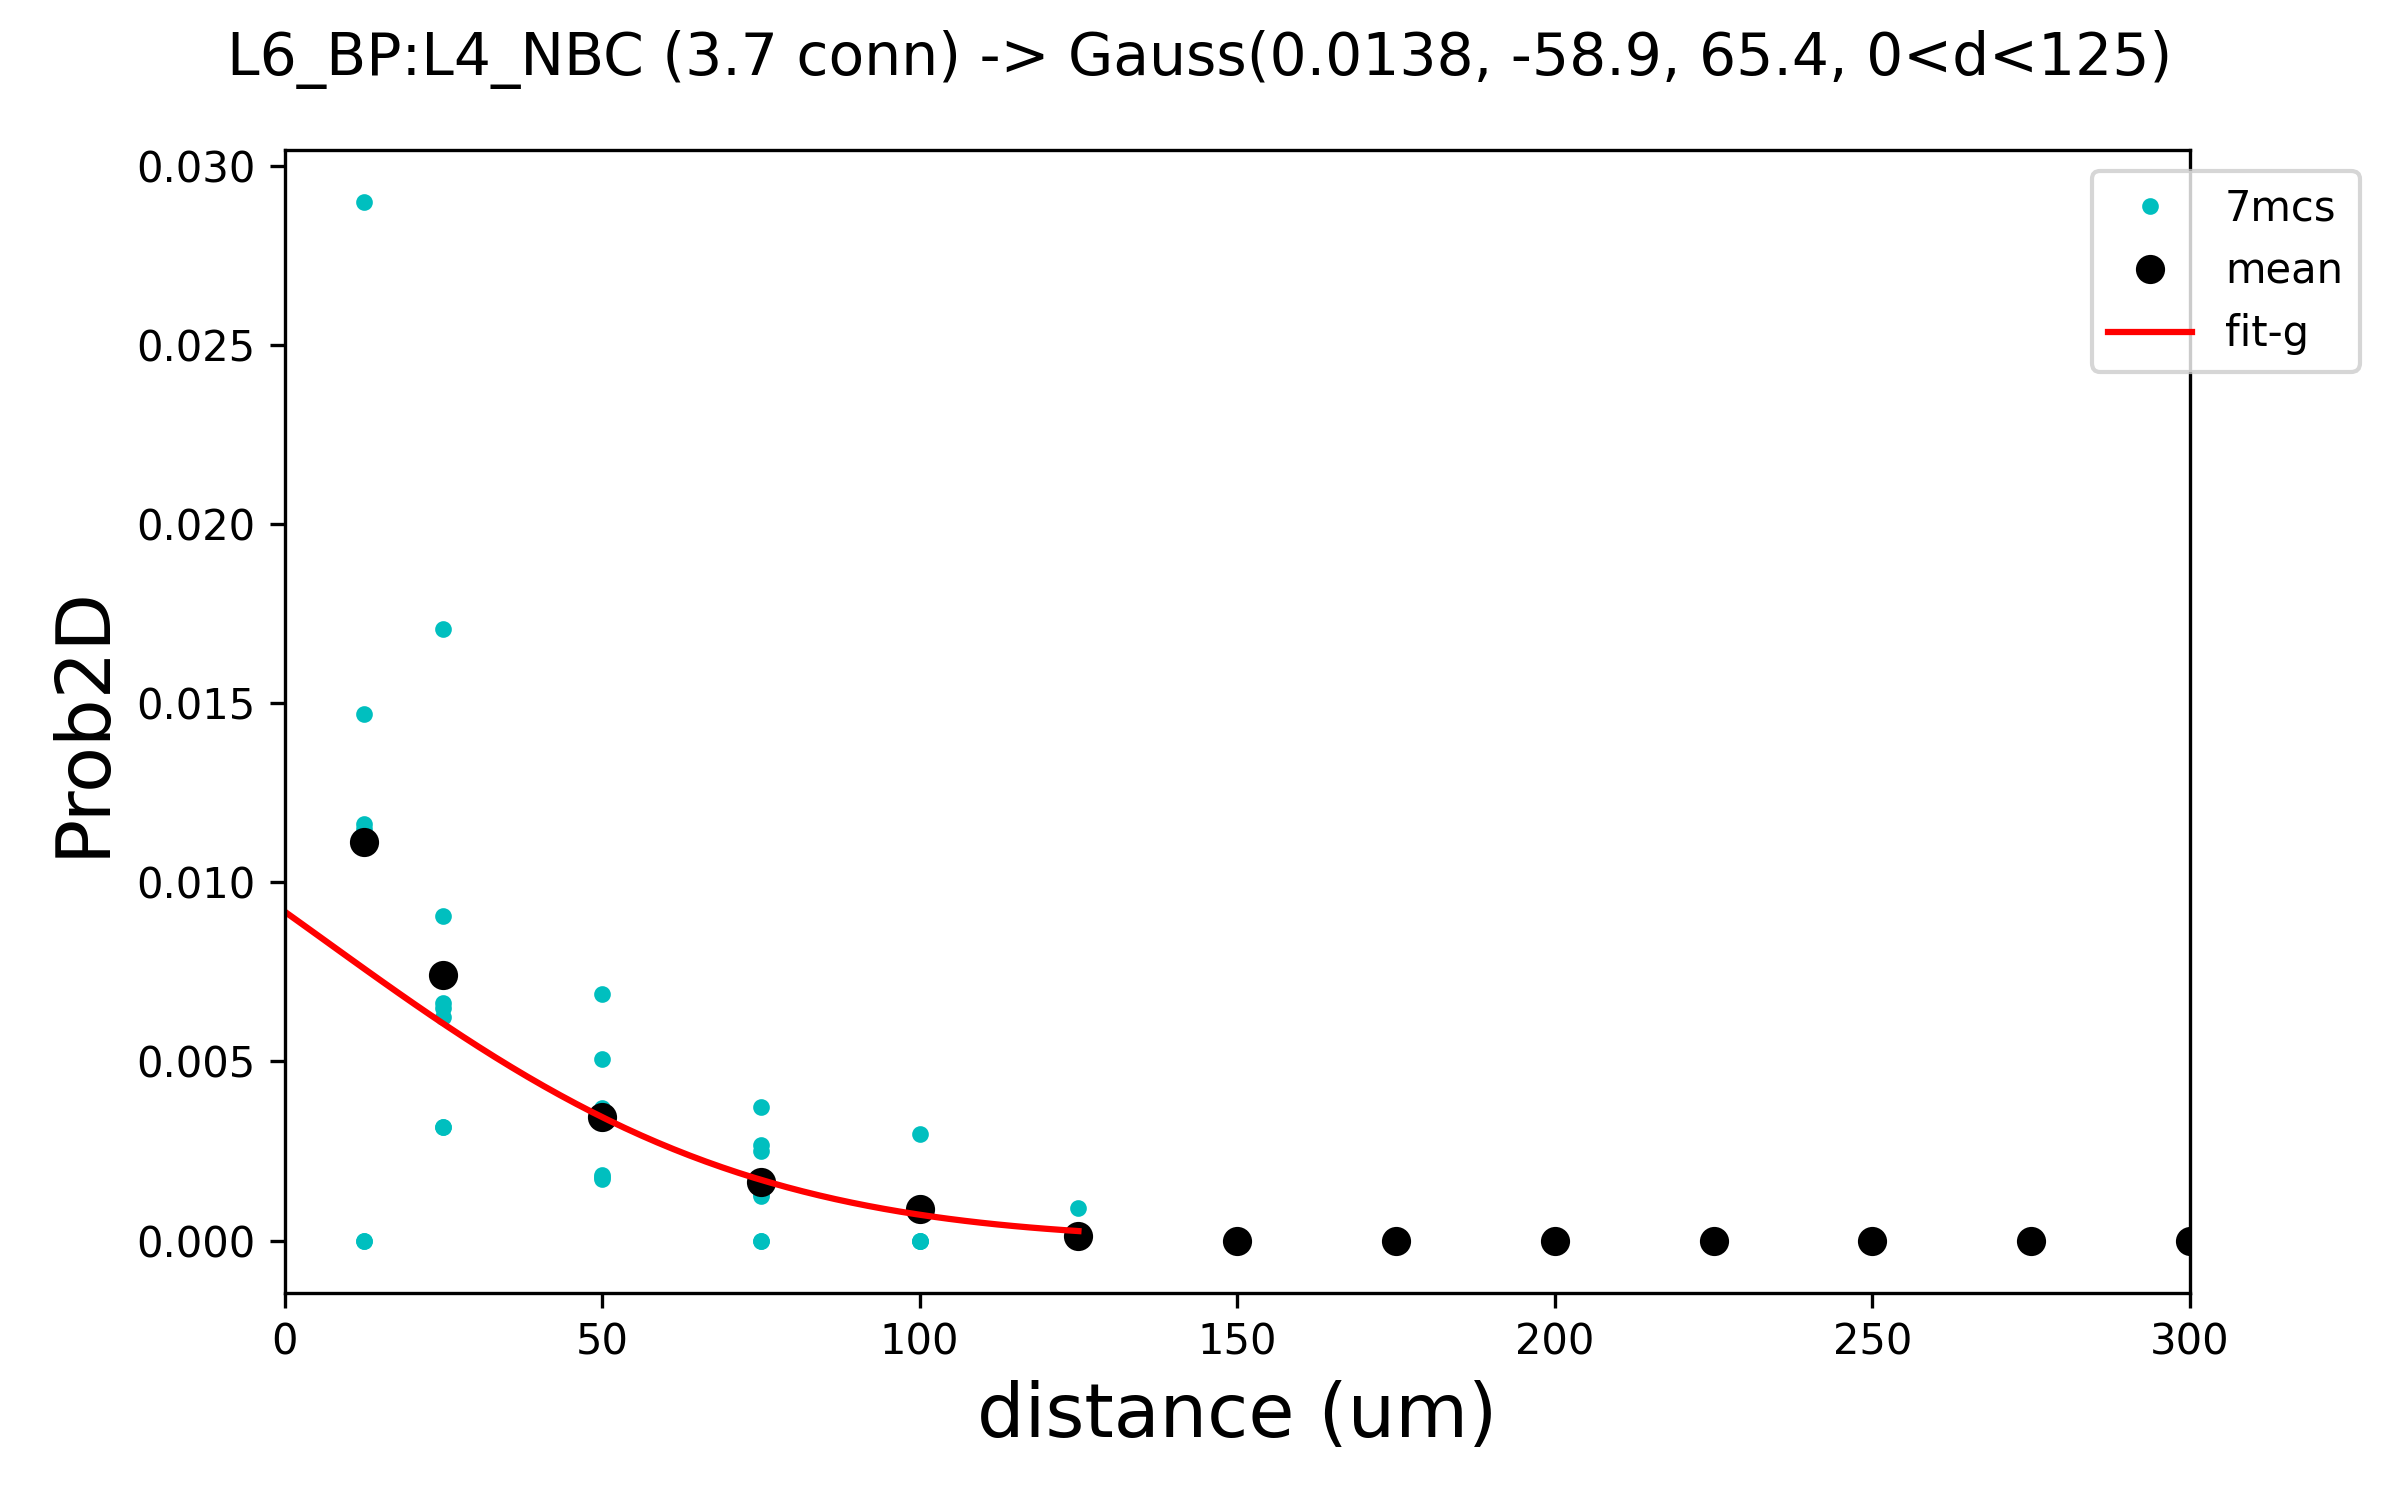 L6_BP:L4_NBC (3.7 conn) -> Gauss(0.0138, -58.9, 65.4, 0<d<125)
0.030
0.025
0.020
0.015
0.010
0.005
0.000
Prob2D
7mcs
mean
fit-g
0 50 100 150 200 250 300
distance (um)